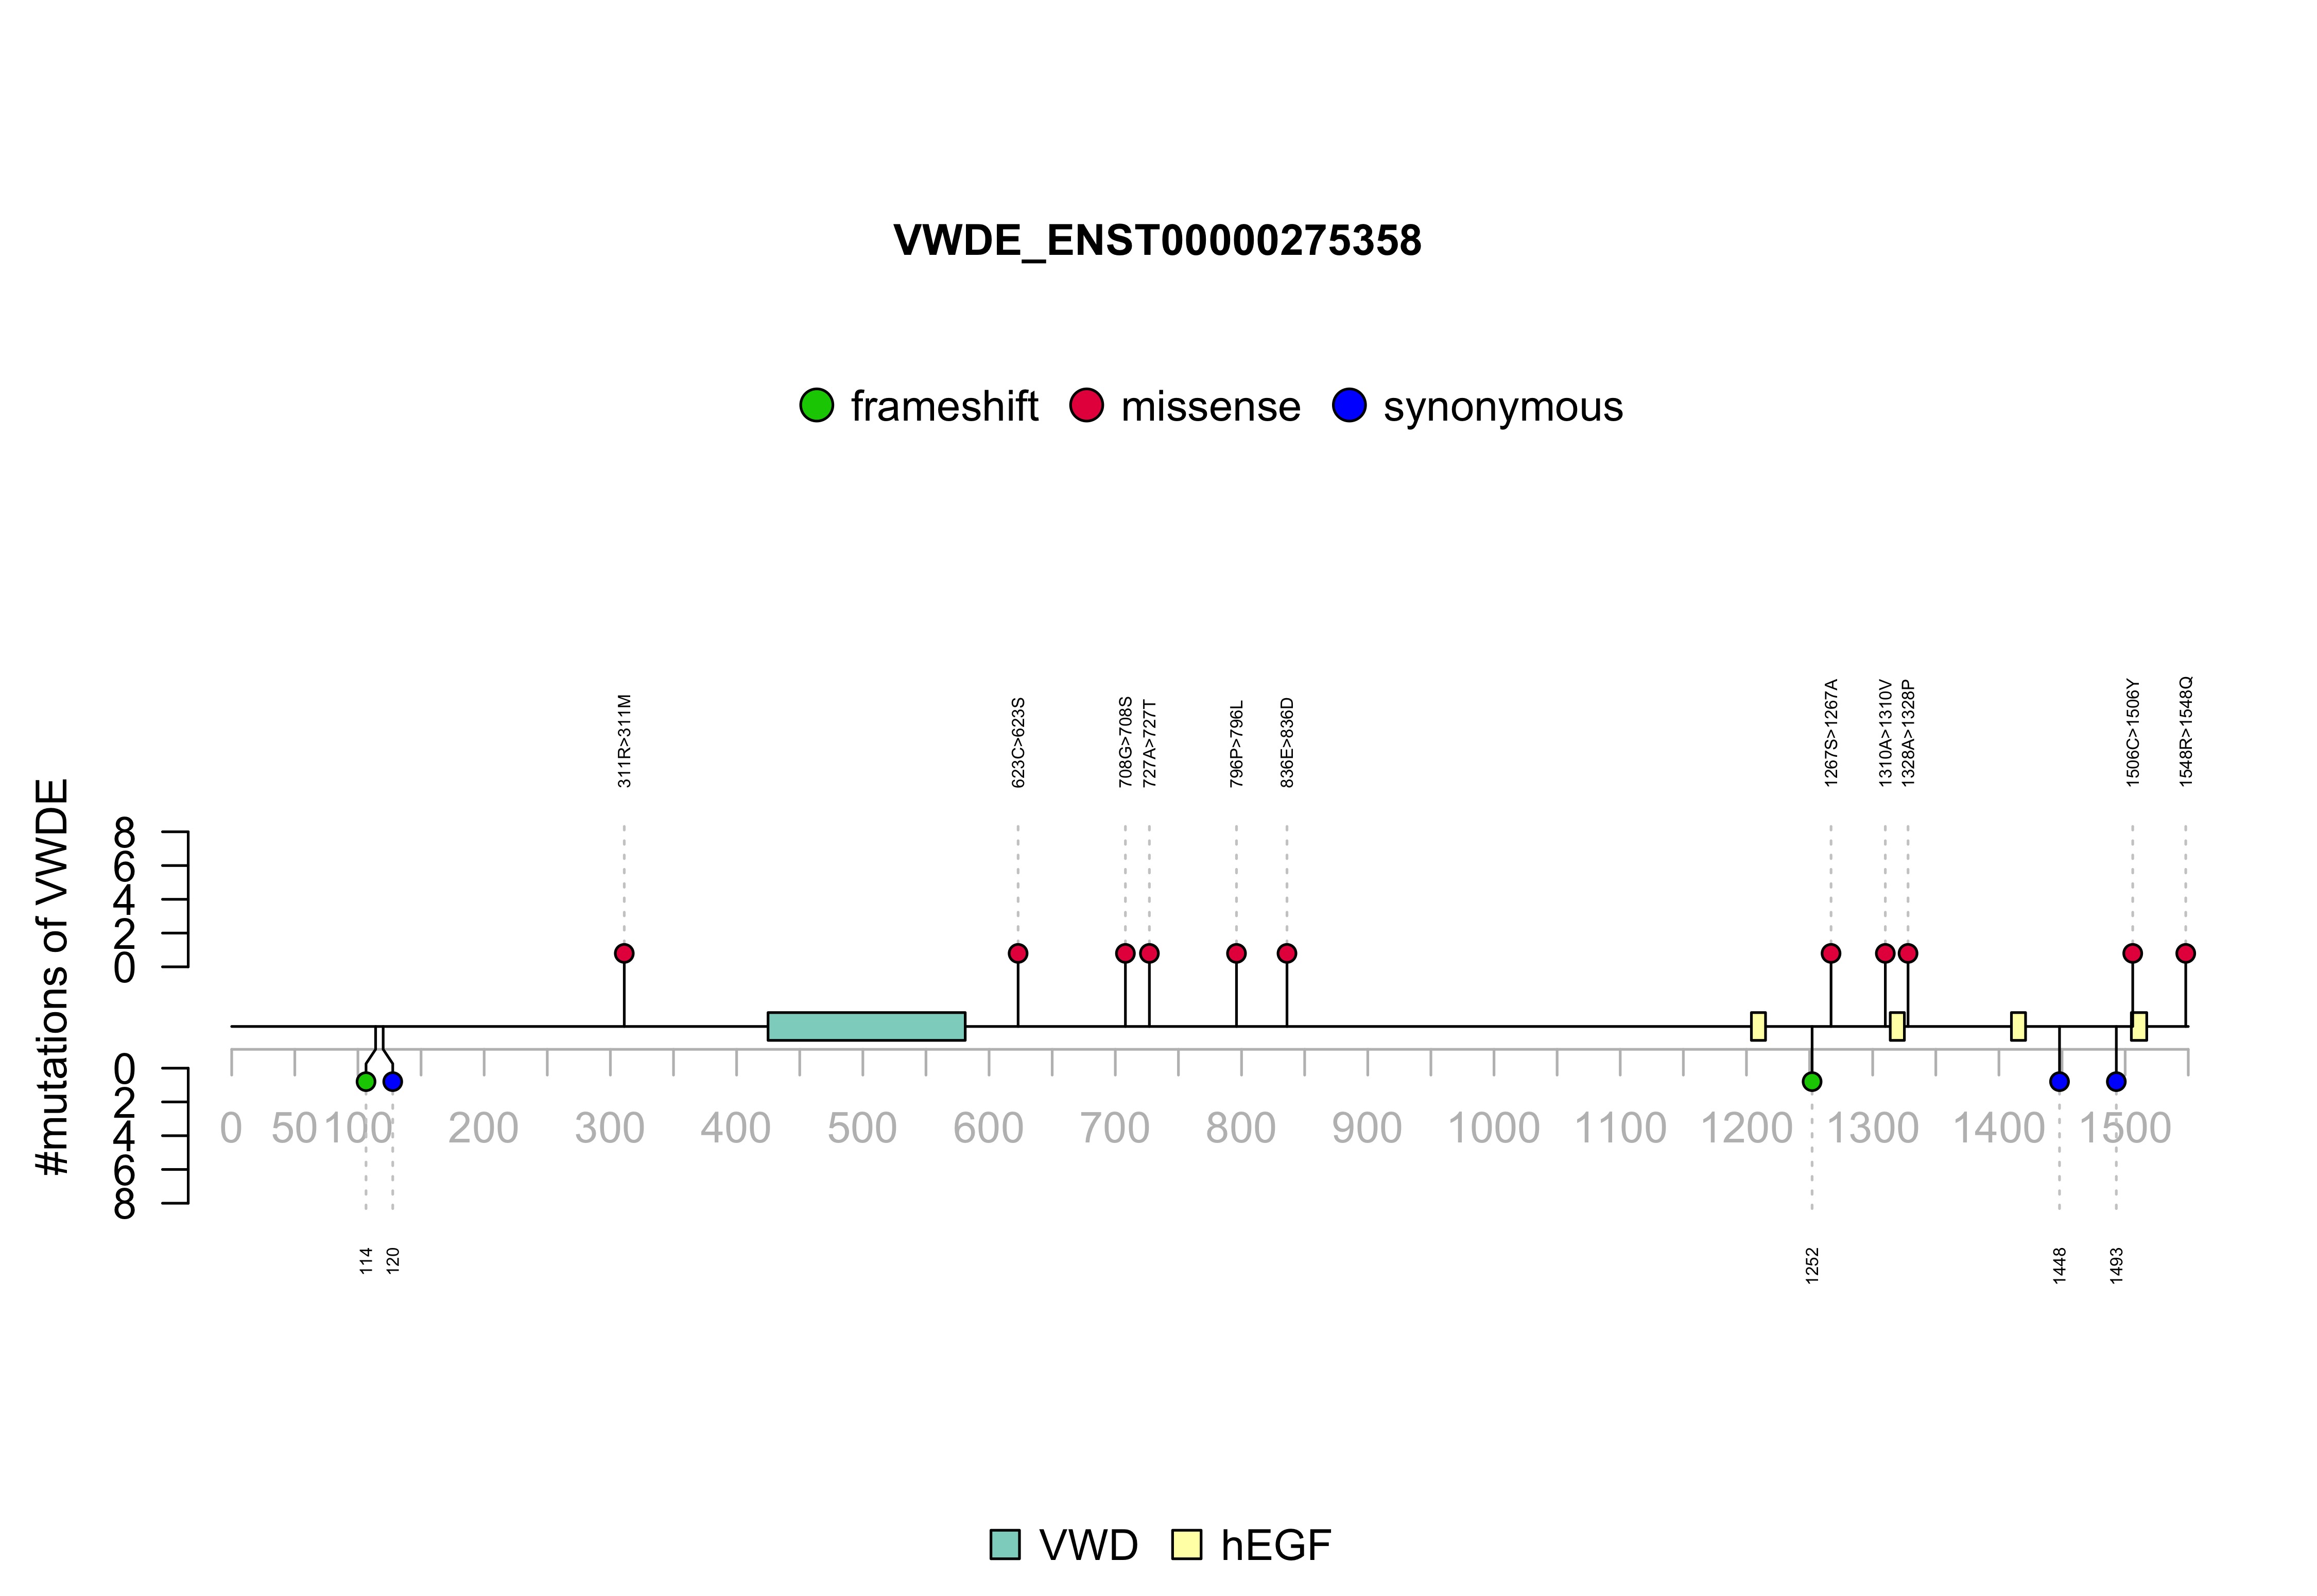 VWDE_ENST00000275358
frameshift missense synonymous
311R>311M
623C>623S
708G>708S
727A>727T
796P>796L
836E>836D
1267S>1267A
1310A>1310V
1328A>1328P
1506C>1506Y
1548R>1548Q
#mutations of VWDE
8
6
4
2
0
0
2
4
6
8
0 50 100 200 300 400 500 600 700 800 900 1000 1100 1200 1300 1400 1500
114
120
1252
1448
1493
VWD hEGF